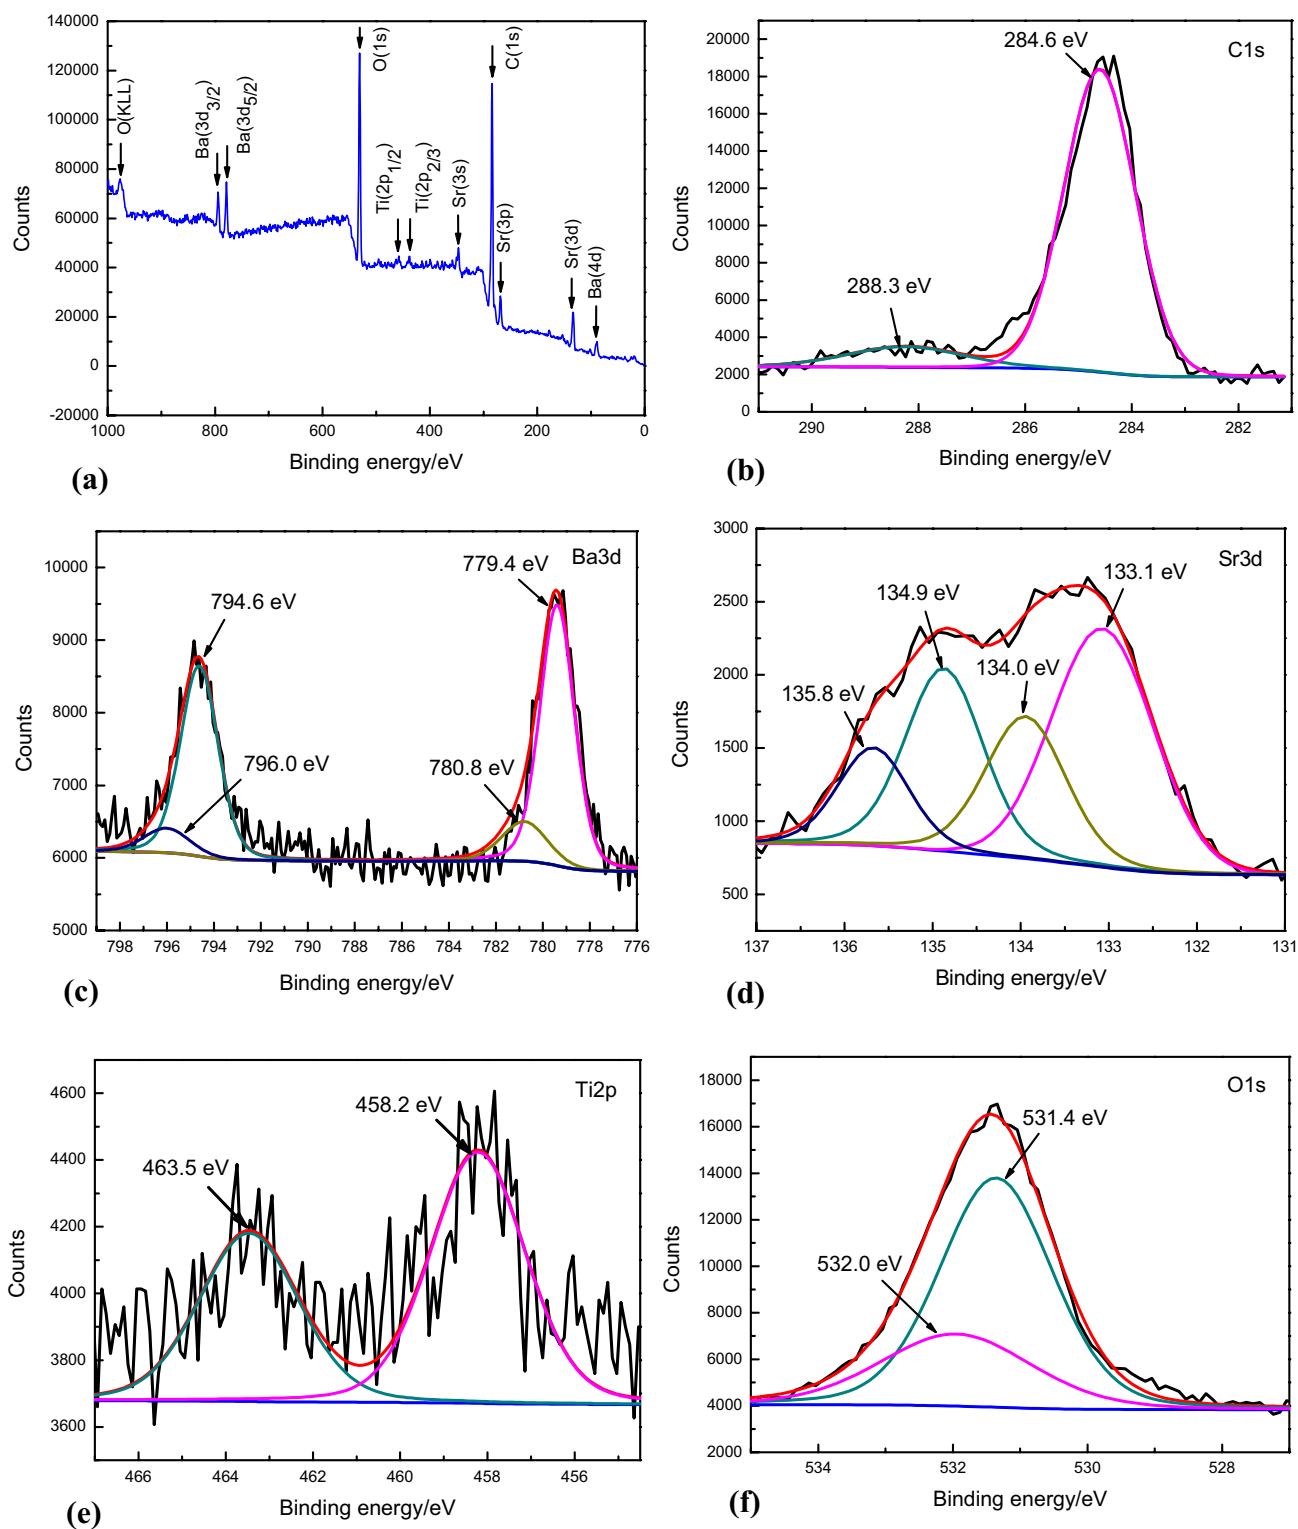 140000
120000
100000
80000
60000
40000
20000
0
-20000
1000
800
600
400
200
0
Counts
Binding energy/eV
O(KLL)
Ba(3d3/2)
Ba(3d5/2)
O(1s)
Ti(2p1/2)
Ti(2p2/3)
Sr(3s)
C(1s)
Sr(3p)
Sr(3d)
Ba(4d)
(a)
20000
18000
16000
14000
12000
10000
8000
6000
4000
2000
0
290
288
286
284
282
Counts
Binding energy/eV
C1s
284.6 eV
288.3 eV
(b)
10000
9000
8000
7000
6000
5000
798
796
794
792
790
788
786
784
782
780
778
776
Counts
Binding energy/eV
Ba3d
779.4 eV
794.6 eV
796.0 eV
780.8 eV
(c)
3000
2500
2000
1500
1000
500
137
136
135
134
133
132
131
Counts
Binding energy/eV
Sr3d
133.1 eV
134.9 eV
134.0 eV
135.8 eV
(d)
4600
4400
4200
4000
3800
3600
466
464
462
460
458
456
Counts
Binding energy/eV
Ti2p
458.2 eV
463.5 eV
(e)
18000
16000
14000
12000
10000
8000
6000
4000
2000
534
532
530
528
Counts
Binding energy/eV
O1s
531.4 eV
532.0 eV
(f)